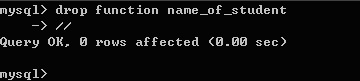 mysql> drop function name_of_student
    -> //
Query OK, 0 rows affected (0.00 sec)
mysql>